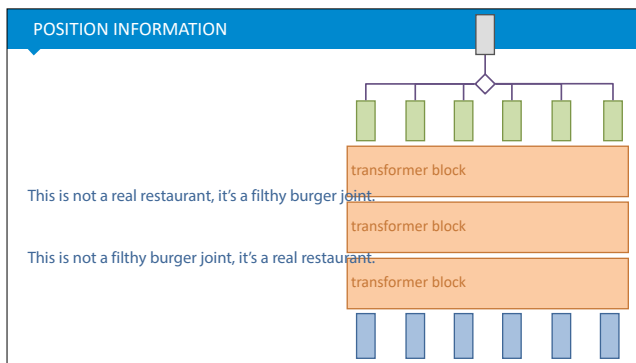 POSITION INFORMATION
transformer block
This is not a real restaurant, it's a filthy burger joint.
transformer block
This is not a filthy burger joint, it's a real restaurant.
transformer block